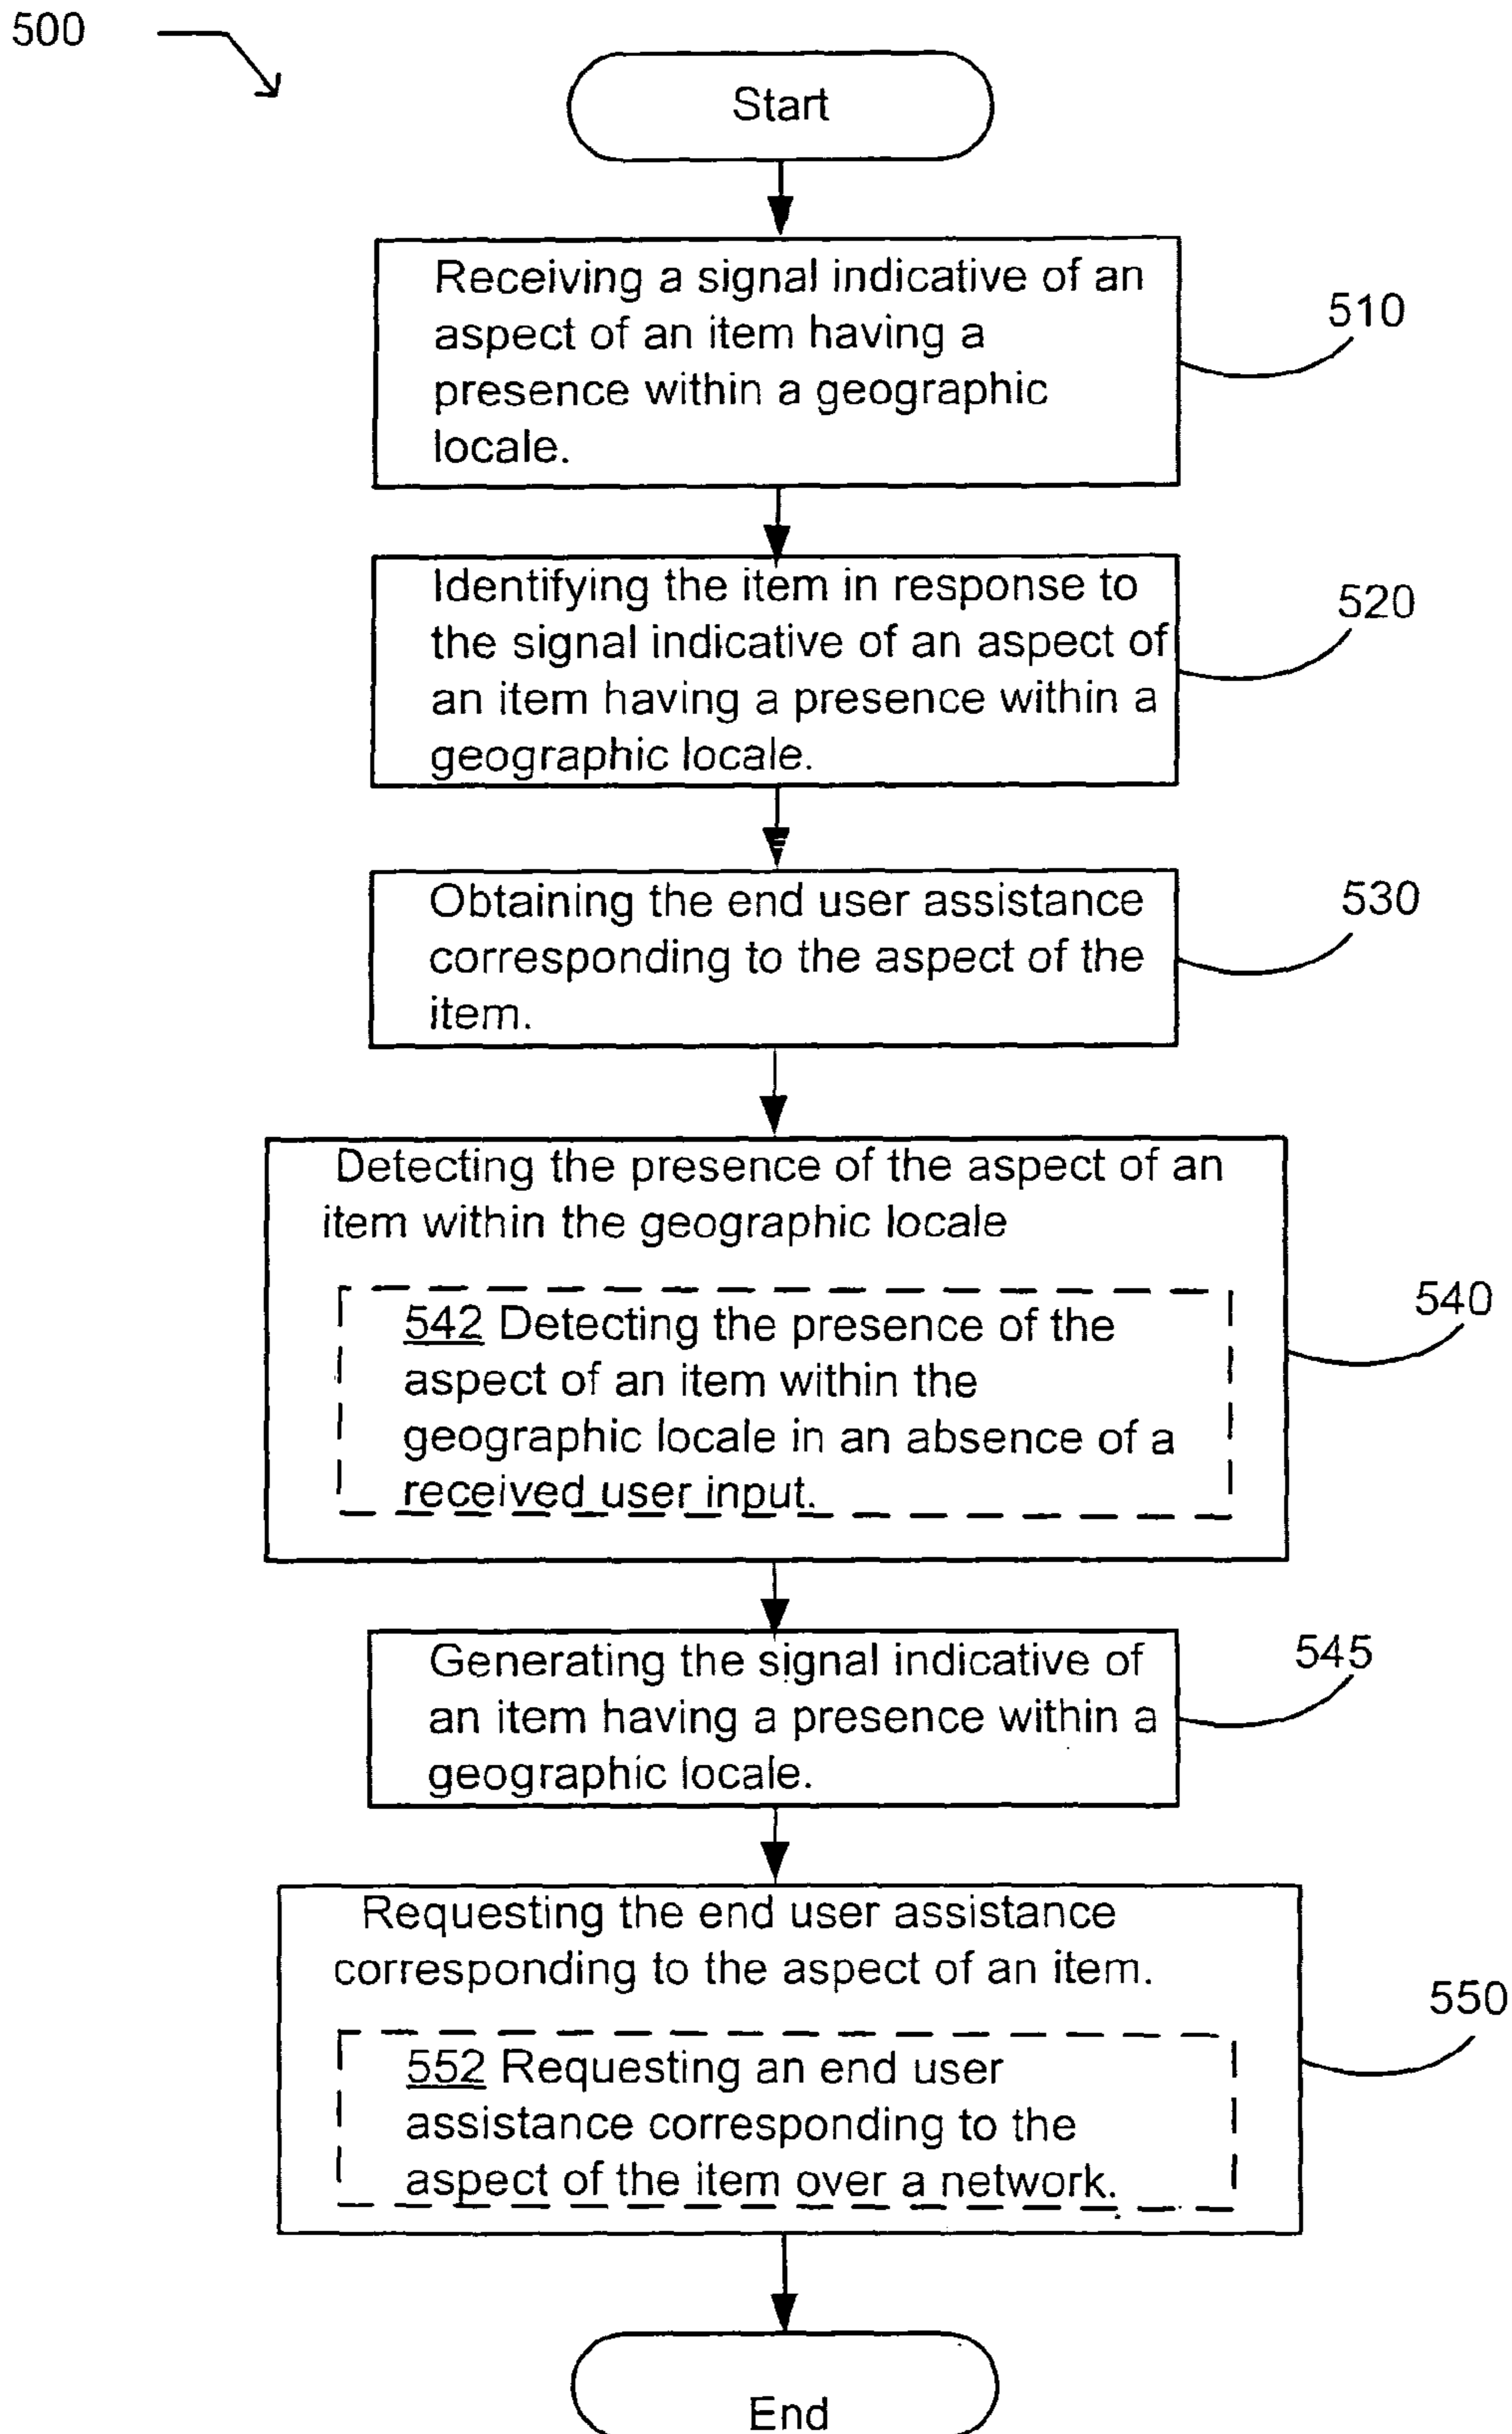 500
Start
Receiving a signal indicative of an
aspect of an item having a
presence within a geographic
locale.
510
Identifying the item in response to
the signal indicative of an aspect of
an item having a presence within a
geographic locale.
520
Obtaining the end user assistance
corresponding to the aspect of the
item.
530
Detecting the presence of the aspect of an
item within the geographic locale
542 Detecting the presence of the
aspect of an item within the
geographic locale in an absence of a
received user input.
540
Generating the signal indicative of
an item having a presence within a
geographic locale.
545
Requesting the end user assistance
corresponding to the aspect of an item.
552 Requesting an end user
assistance corresponding to the
aspect of the item over a network.
550
End